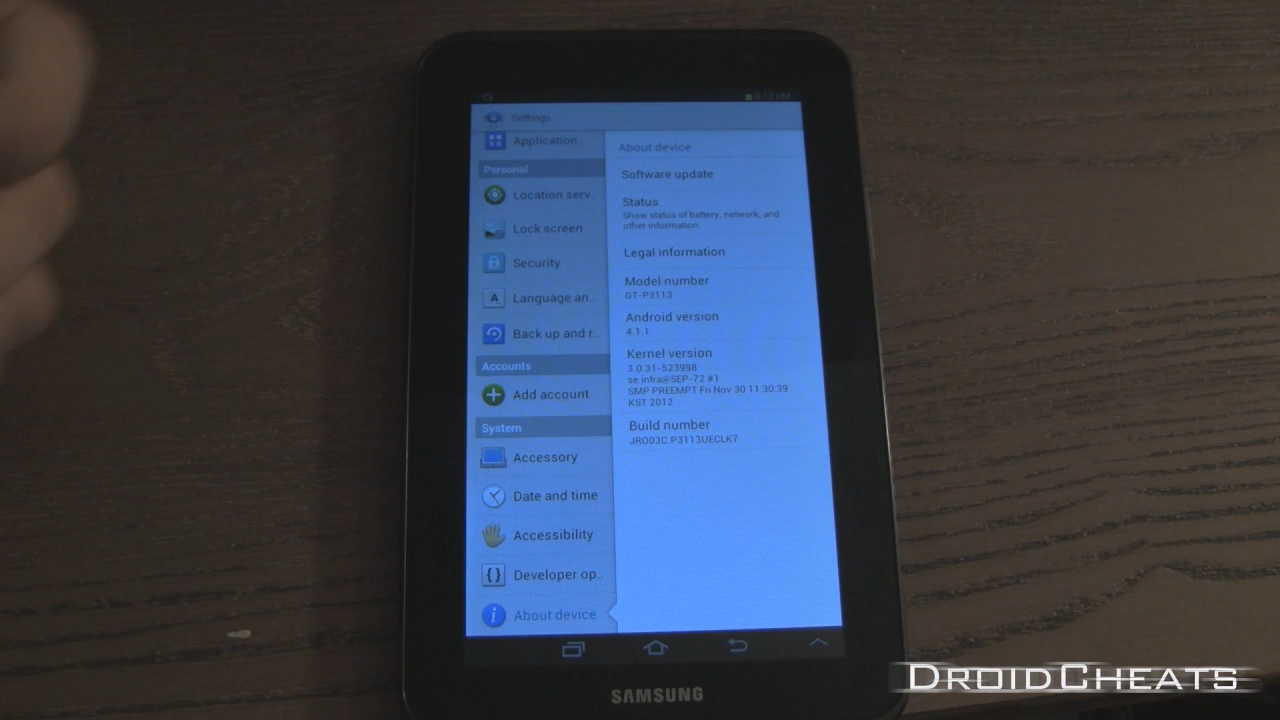 6:12 PM
Settings
Application..
Personal
Location serv..
Lock screen
Security
Language an..
Back up and r..
Accounts
Add account
System
Accessory
Date and time
Accessibility
Developer op..
About device
About device
Software update
Status
Show status of battery, network, and
other information.
Legal information
Model number
GT-P3113
Android version
4.1.1
Kernel version
3.0.31-523998
se.infra@SEP-72 #1
SMP PREEMPT Fri Nov 30 11:30:39
KST 2012
Build number
JRO03C.P3113UECLK7
SAMSUNG
DROIDCHEATS